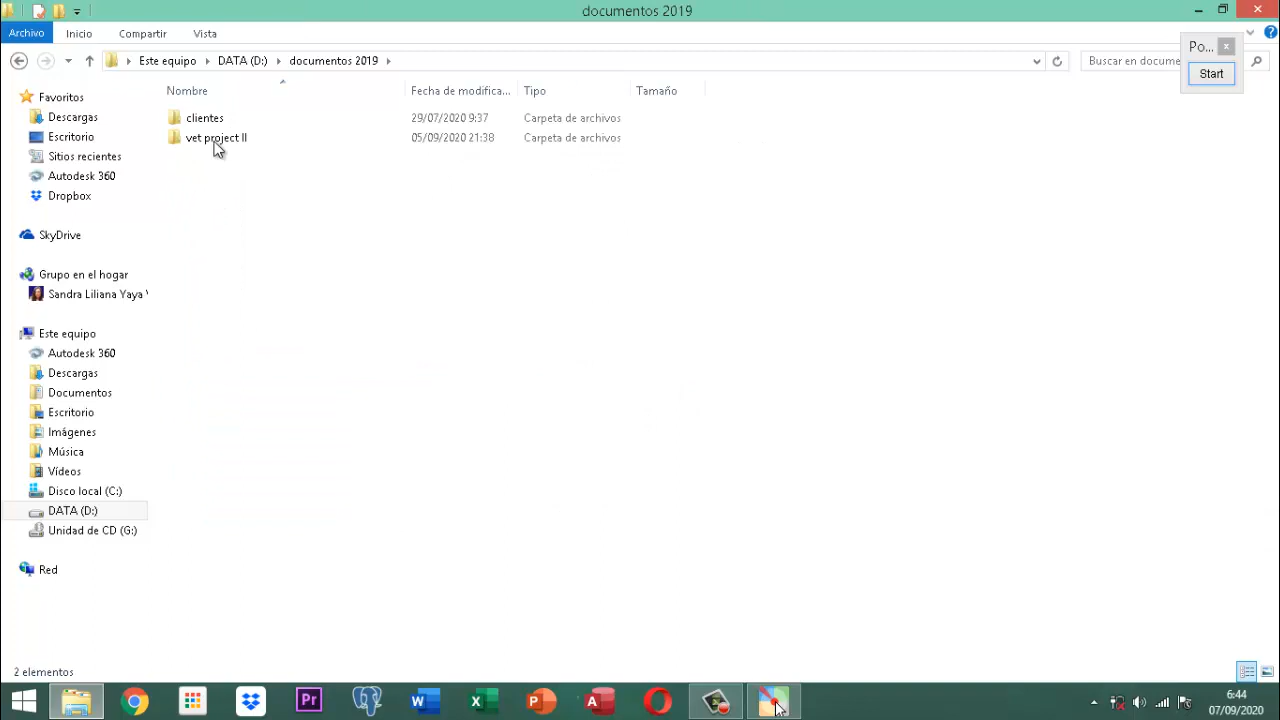 documentos 2019
Archivo Inicio Compartir Vista
Este equipo DATA (D:) documentos 2019 Buscar en docume
Po... x
Start
Nombre Fecha de modifica... Tipo Tamaño
clientes 29/07/2020 9:37 Carpeta de archivos
vet project II 05/09/2020 21:38 Carpeta de archivos
Favoritos
Descargas
Escritorio
Sitios recientes
Autodesk 360
Dropbox
SkyDrive
Grupo en el hogar
Sandra Liliana Yaya
Este equipo
Autodesk 360
Descargas
Documentos
Escritorio
Imágenes
Música
Vídeos
Disco local (C:)
DATA (D:)
Unidad de CD (G:)
Red
2 elementos
Pr
6:44
07/09/2020